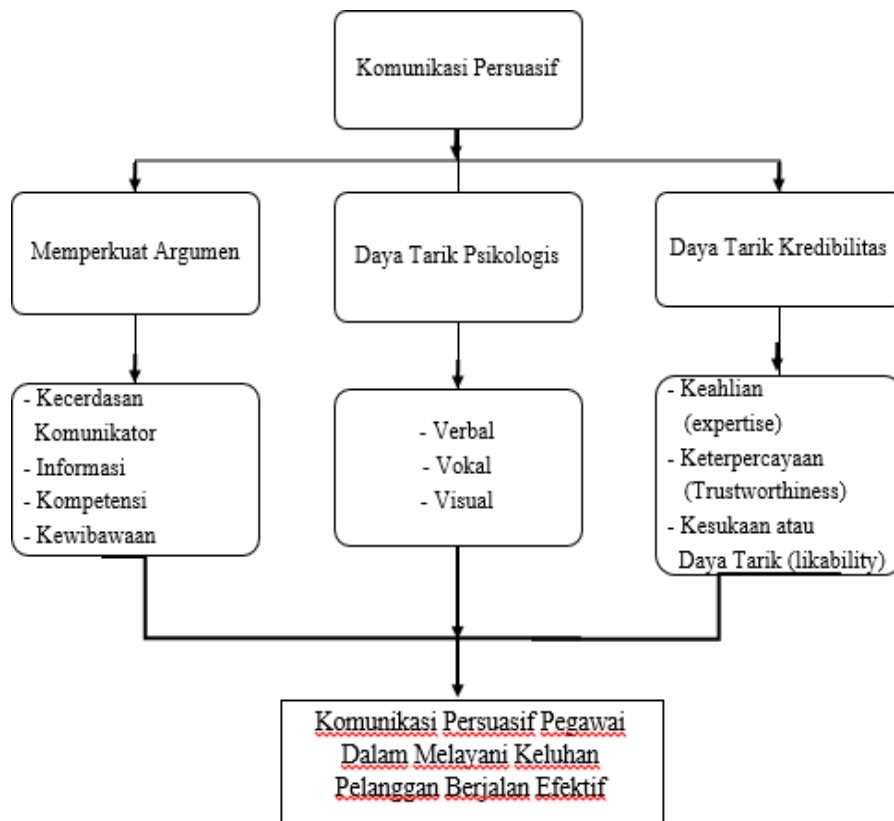 Komunikasi Persuasif
Memperkuat Argumen
Daya Tarik Psikologis
Daya Tarik Kredibilitas
- Kecerdasan
Komunikator
- Informasi
- Kompetensi
- Kewibawaan
- Verbal
- Vokal
- Visual
- Keahlian
(expertise)
- Keterpercayaan
(Trustworthiness)
- Kesukaan atau
Daya Tarik (likability)
Komunikasi Persuasif Pegawai
Dalam Melayani Keluhan
Pelanggan Berjalan Efektif